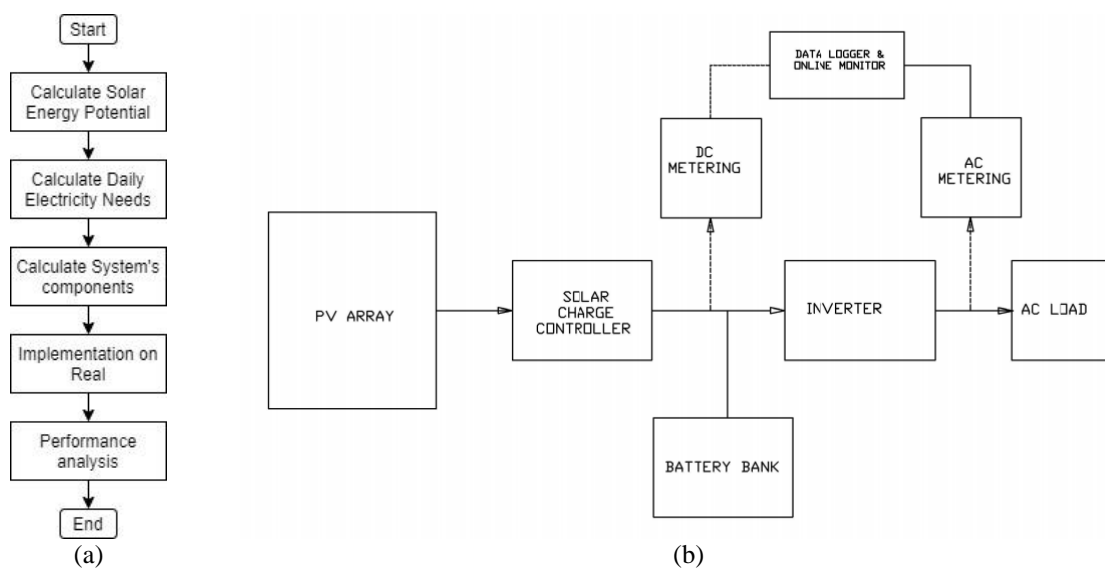 Start
Calculate Solar
Energy Potential
Calculate Daily
Electricity Needs
Calculate System's
components
Implementation on
Real
Performance
analysis
End
(a)
DATA LOGGER &
ONLINE MONITOR
DC
METERING
AC
METERING
PV ARRAY
SOLAR
CHARGE
CONTROLLER
INVERTER
AC LOAD
BATTERY BANK
(b)